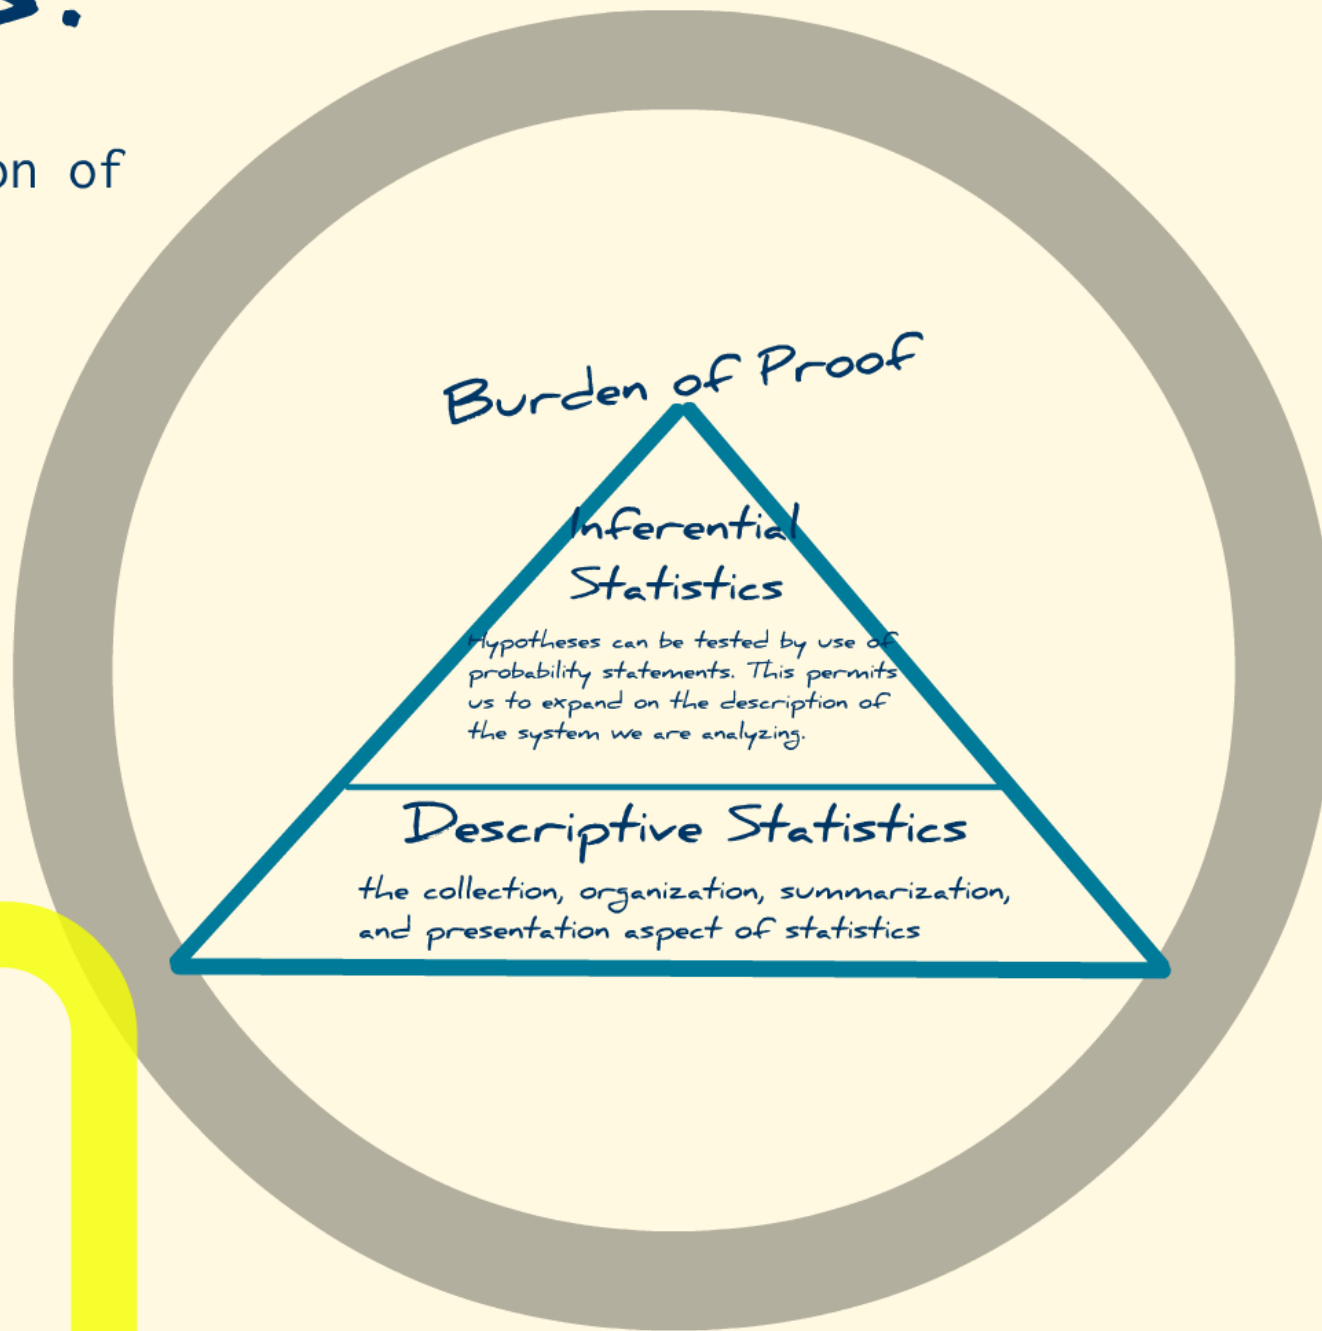 on of
Burden of Proof
Inferential
Statistics
Hypotheses can be tested by use of
probability statements. This permits
us to expand on the description of
the system we are analyzing.
Descriptive Statistics
the collection, organization, summarization,
and presentation aspect of statistics